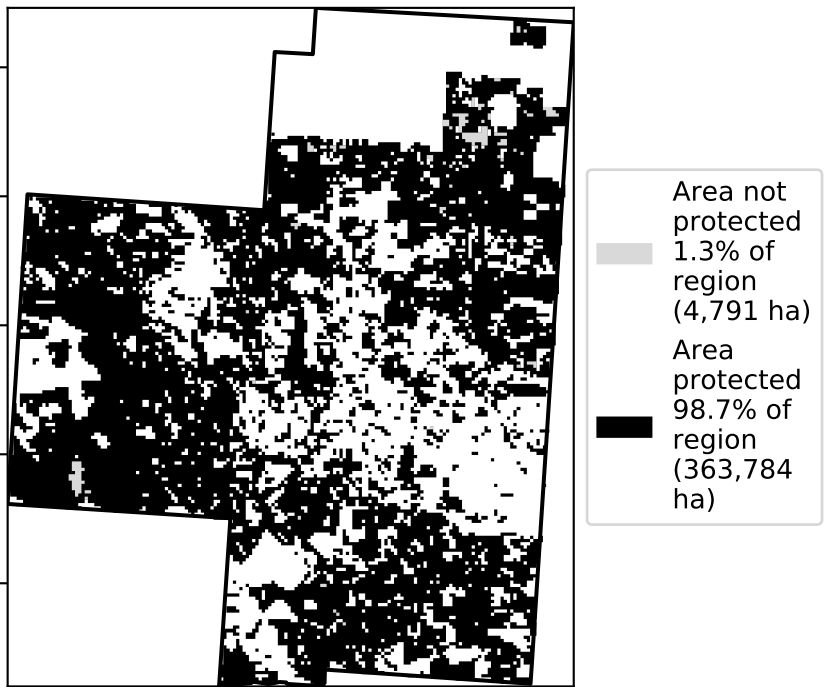 Area not
protected
1.3% of
region
(4,791 ha)
Area
protected
98.7% of
region
(363,784
ha)